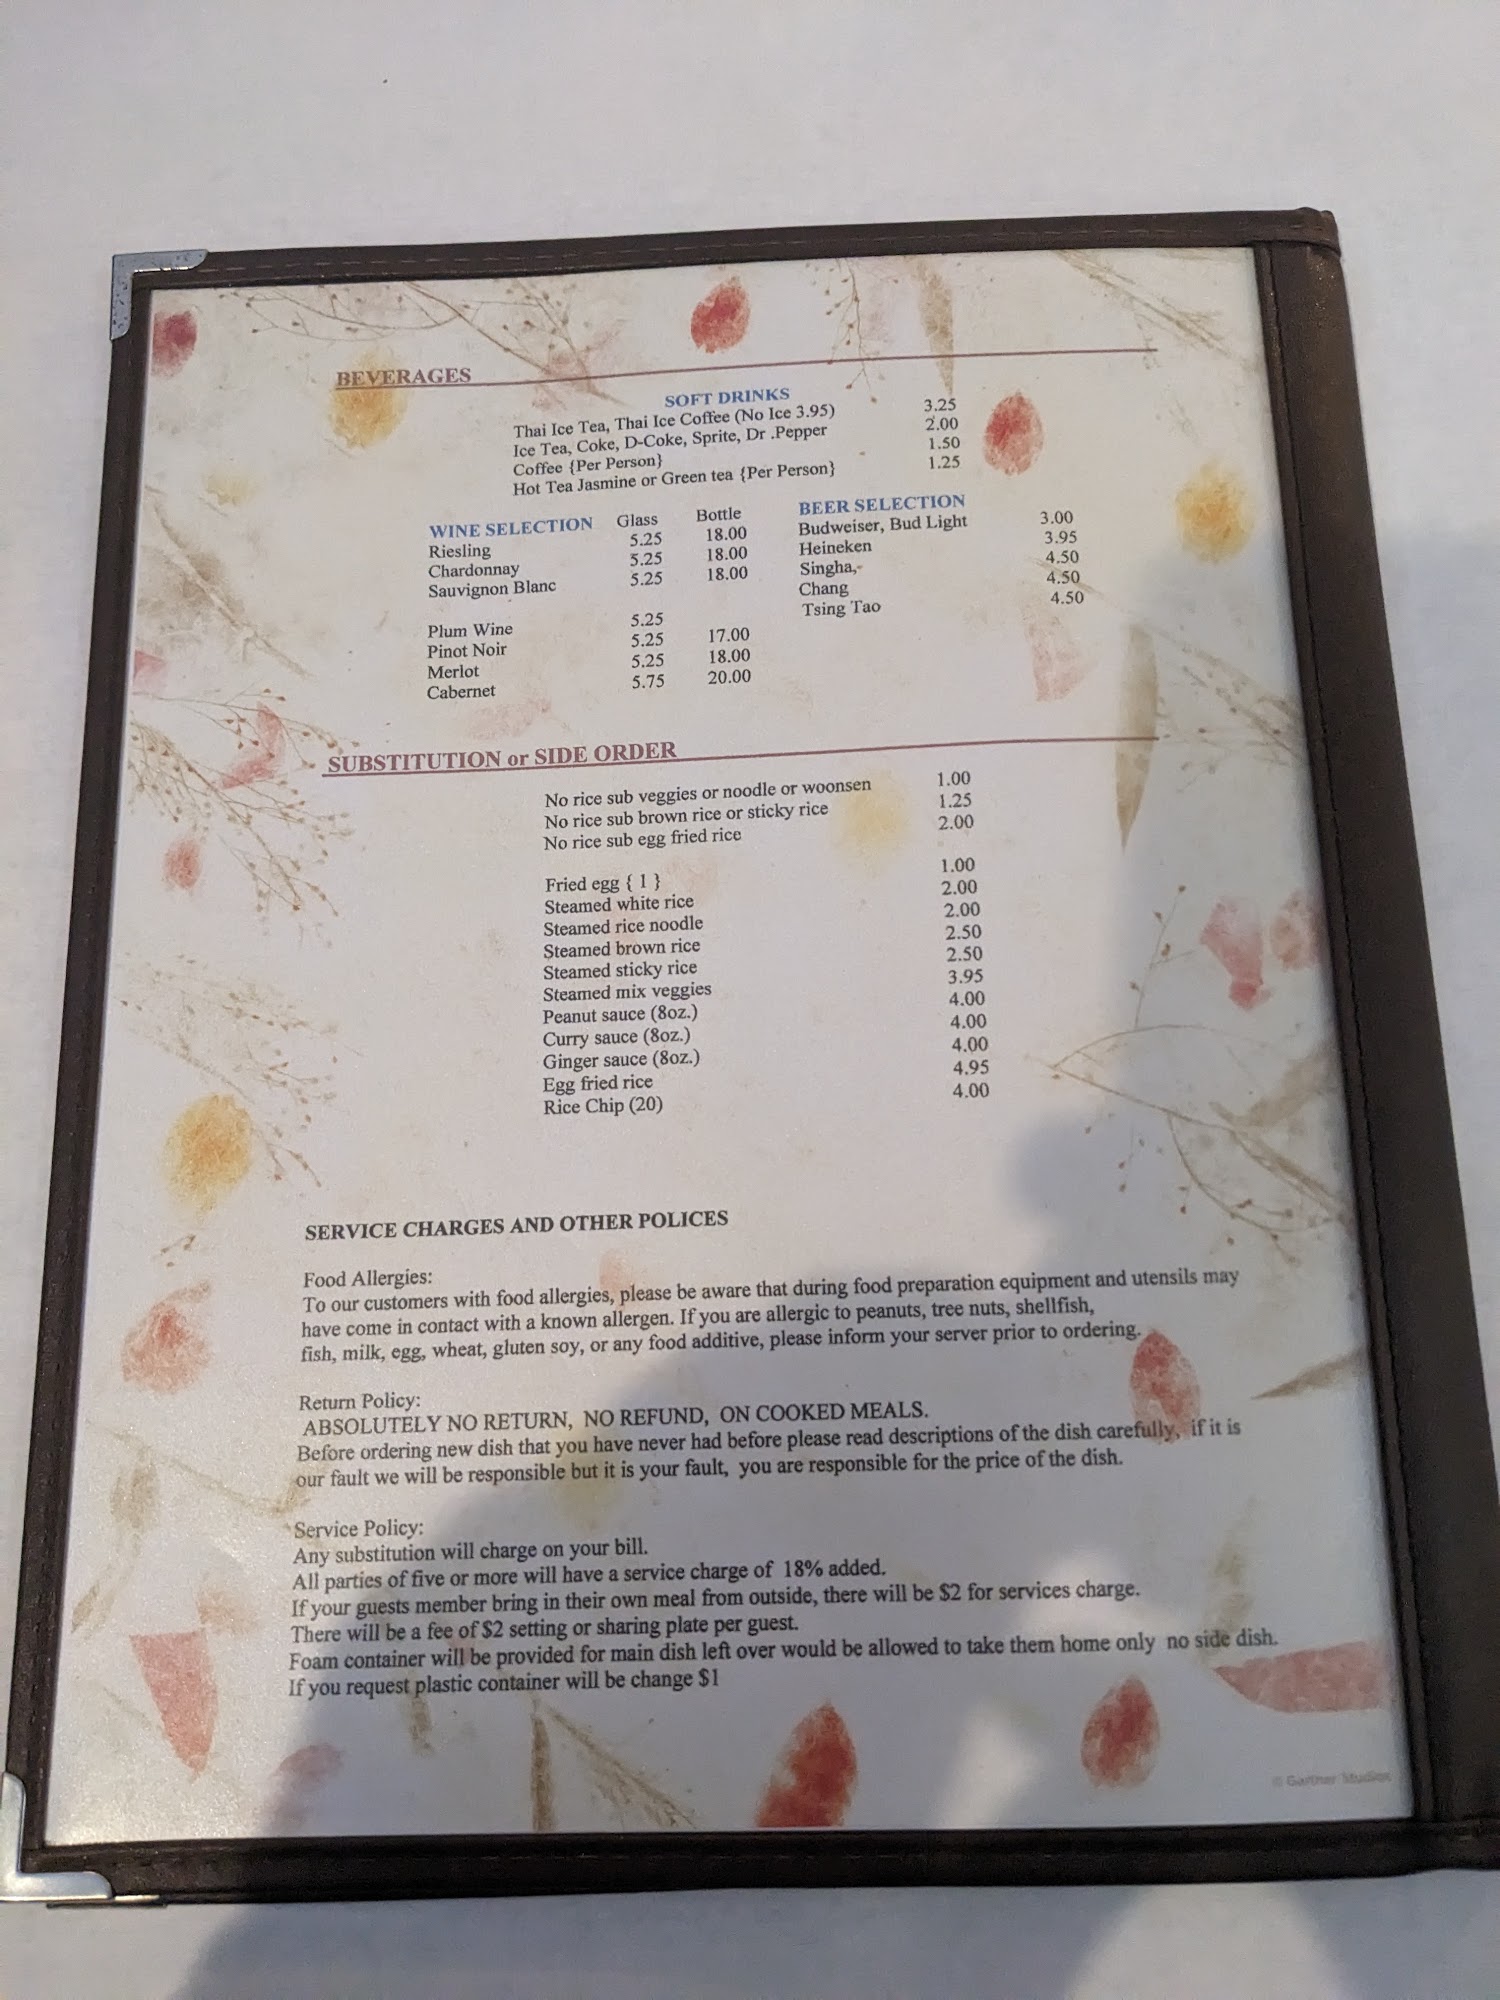 BEVERAGES
SOFT DRINKS
Thai Ice Tea, Thai Ice Coffee (No Ice 3.95) 3.25
Ice Tea, Coke, D-Coke, Sprite, Dr .Pepper 2.00
Coffee {Per Person} 1.50
Hot Tea Jasmine or Green tea {Per Person} 1.25
WINE SELECTION Glass Bottle
Riesling 5.25 18.00
Chardonnay 5.25 18.00
Sauvignon Blanc 5.25 18.00
Plum Wine 5.25
Pinot Noir 5.25 17.00
Merlot 5.25 18.00
Cabernet 5.75 20.00
BEER SELECTION
Budweiser, Bud Light 3.00
Heineken 3.95
Singha,- 4.50
Chang 4.50
Tsing Tao 4.50
SUBSTITUTION or SIDE ORDER
No rice sub veggies or noodle or woonsen 1.00
No rice sub brown rice or sticky rice 1.25
No rice sub egg fried rice 2.00
Fried egg { 1 } 1.00
Steamed white rice 2.00
Steamed rice noodle 2.00
Steamed brown rice 2.50
Steamed sticky rice 2.50
Steamed mix veggies 3.95
Peanut sauce (8oz.) 4.00
Curry sauce (8oz.) 4.00
Ginger sauce (8oz.) 4.00
Egg fried rice 4.95
Rice Chip (20) 4.00
SERVICE CHARGES AND OTHER POLICES
Food Allergies:
To our customers with food allergies, please be aware that during food preparation equipment and utensils may
have come in contact with a known allergen. If you are allergic to peanuts, tree nuts, shellfish,
fish, milk, egg, wheat, gluten soy, or any food additive, please inform your server prior to ordering.
Return Policy:
ABSOLUTELY NO RETURN, NO REFUND, ON COOKED MEALS.
Before ordering new dish that you have never had before please read descriptions of the dish carefully, if it is
our fault we will be responsible but it is your fault, you are responsible for the price of the dish.
Service Policy:
Any substitution will charge on your bill.
All parties of five or more will have a service charge of 18% added.
If your guests member bring in their own meal from outside, there will be $2 for services charge.
There will be a fee of $2 setting or sharing plate per guest.
Foam container will be provided for main dish left over would be allowed to take them home only no side dish.
If you request plastic container will be change $1
© Gartner Studios